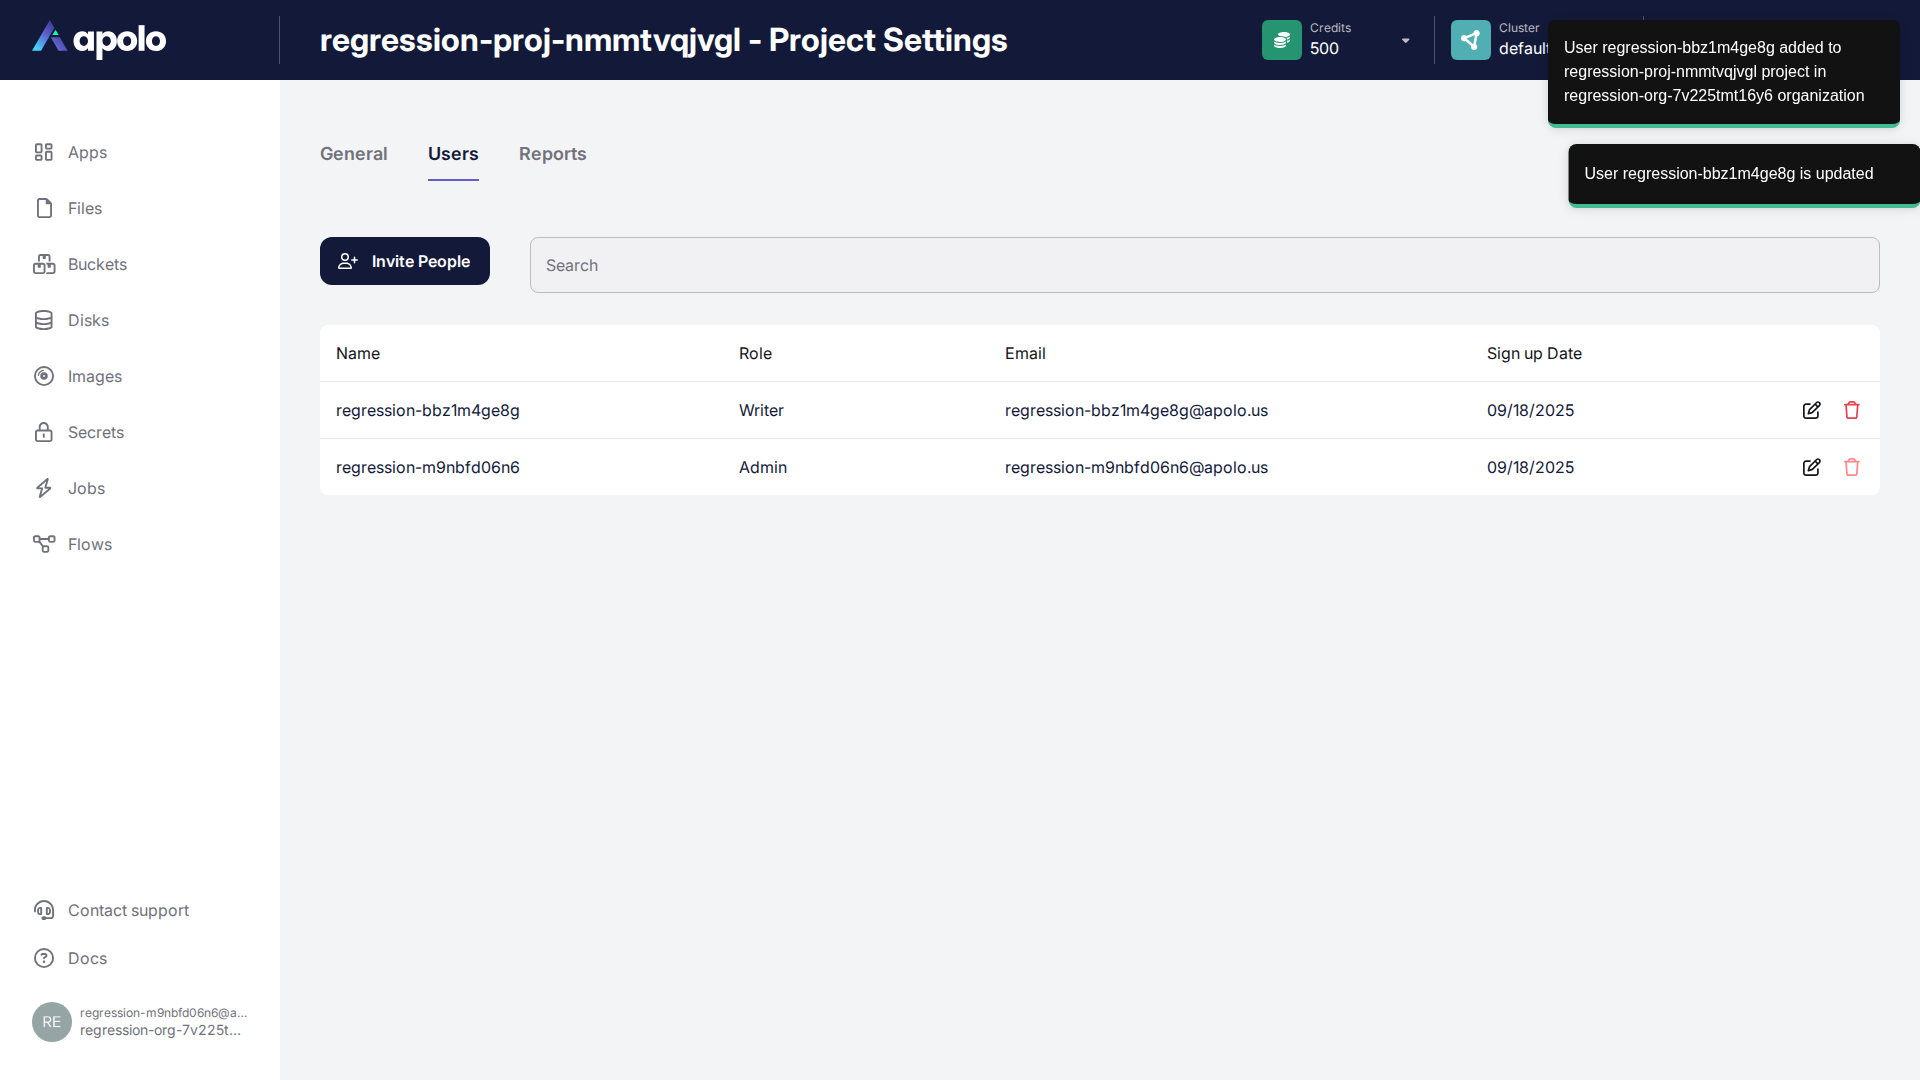 apolo
regression-proj-nmmtvqjvgl - Project Settings
Credits
500
Cluster
default
User regression-bbz1m4ge8g added to
regression-proj-nmmtvqjvgl project in
regression-org-7v225tmt16y6 organization
User regression-bbz1m4ge8g is updated
Apps
Files
Buckets
Disks
Images
Secrets
Jobs
Flows
General
Users
Reports
Invite People
Search
Name Role Email Sign up Date
regression-bbz1m4ge8g Writer regression-bbz1m4ge8g@apolo.us 09/18/2025
regression-m9nbfd06n6 Admin regression-m9nbfd06n6@apolo.us 09/18/2025
Contact support
Docs
RE
regression-m9nbfd06n6@a...
regression-org-7v225t...